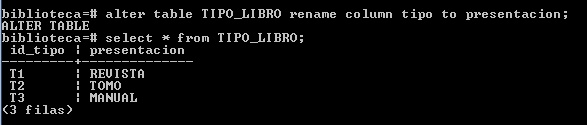 biblioteca=# alter table TIPO_LIBRO rename column tipo to presentacion;
ALTER TABLE
biblioteca=# select * from TIPO_LIBRO;
 id_tipo | presentacion
---------+--------------
 T1      | REVISTA
 T2      | TOMO
 T3      | MANUAL
(3 filas)